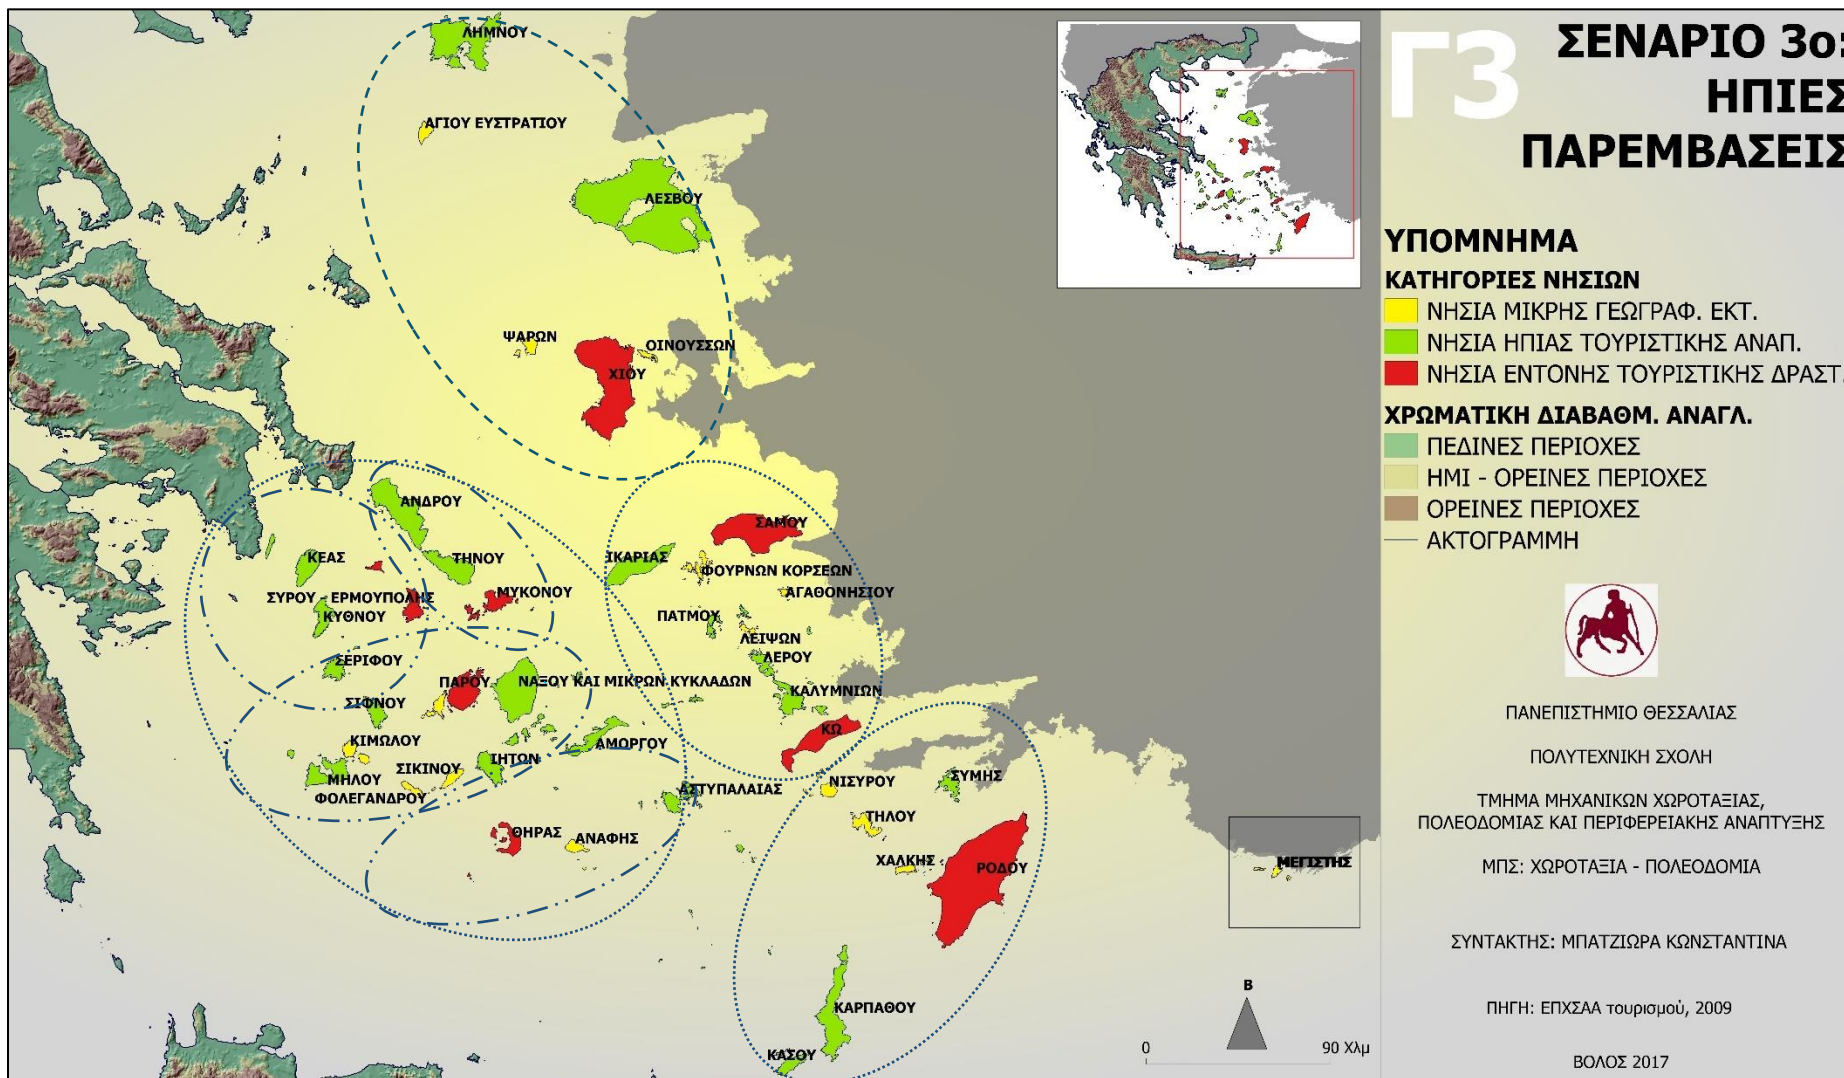 Γ3
ΣΕΝΑΡΙΟ 3ο:
ΗΠΙΕΣ
ΠΑΡΕΜΒΑΣΕΙΣ
ΥΠΟΜΝΗΜΑ
ΚΑΤΗΓΟΡΙΕΣ ΝΗΣΙΩΝ
ΝΗΣΙΑ ΜΙΚΡΗΣ ΓΕΩΓΡΑΦ. ΕΚΤ.
ΝΗΣΙΑ ΗΠΙΑΣ ΤΟΥΡΙΣΤΙΚΗΣ ΑΝΑΠ.
ΝΗΣΙΑ ΕΝΤΟΝΗΣ ΤΟΥΡΙΣΤΙΚΗΣ ΔΡΑΣΤ.
ΧΡΩΜΑΤΙΚΗ ΔΙΑΒΑΘΜ. ΑΝΑΓΛ.
ΠΕΔΙΝΕΣ ΠΕΡΙΟΧΕΣ
ΗΜΙ - ΟΡΕΙΝΕΣ ΠΕΡΙΟΧΕΣ
ΟΡΕΙΝΕΣ ΠΕΡΙΟΧΕΣ
ΑΚΤΟΓΡΑΜΜΗ
ΠΑΝΕΠΙΣΤΗΜΙΟ ΘΕΣΣΑΛΙΑΣ
ΠΟΛΥΤΕΧΝΙΚΗ ΣΧΟΛΗ
ΤΜΗΜΑ ΜΗΧΑΝΙΚΩΝ ΧΩΡΟΤΑΞΙΑΣ,
ΠΟΛΕΟΔΟΜΙΑΣ ΚΑΙ ΠΕΡΙΦΕΡΕΙΑΚΗΣ ΑΝΑΠΤΥΞΗΣ
ΜΠΣ: ΧΩΡΟΤΑΞΙΑ - ΠΟΛΕΟΔΟΜΙΑ
ΣΥΝΤΑΚΤΗΣ: ΜΠΑΤΖΙΩΡΑ ΚΩΝΣΤΑΝΤΙΝΑ
ΠΗΓΗ: ΕΠΧΣΑΑ τουρισμού, 2009
ΒΟΛΟΣ 2017
ΛΗΜΝΟΥ
ΑΓΙΟΥ ΕΥΣΤΡΑΤΙΟΥ
ΛΕΣΒΟΥ
ΨΑΡΩΝ
ΟΙΝΟΥΣΣΩΝ
ΧΙΟΥ
ΑΝΔΡΟΥ
ΣΑΜΟΥ
ΚΕΑΣ
ΤΗΝΟΥ
ΙΚΑΡΙΑΣ
ΦΟΥΡΝΩΝ ΚΟΡΣΕΩΝ
ΣΥΡΟΥ - ΕΡΜΟΥΠΟΛΗΣ
ΜΥΚΟΝΟΥ
ΑΓΑΘΟΝΗΣΙΟΥ
ΚΥΘΝΟΥ
ΠΑΤΜΟΥ
ΛΕΙΨΩΝ
ΣΕΡΙΦΟΥ
ΛΕΡΟΥ
ΠΑΡΟΥ
ΝΑΞΟΥ ΚΑΙ ΜΙΚΡΩΝ ΚΥΚΛΑΔΩΝ
ΚΑΛΥΜΝΙΩΝ
ΣΙΦΝΟΥ
ΚΩ
ΚΙΜΩΛΟΥ
ΑΜΟΡΓΟΥ
ΙΗΤΩΝ
ΣΙΚΙΝΟΥ
ΜΗΛΟΥ
ΦΟΛΕΓΑΝΔΡΟΥ
ΑΣΤΥΠΑΛΑΙΑΣ
ΝΙΣΥΡΟΥ
ΣΥΜΗΣ
ΤΗΛΟΥ
ΘΗΡΑΣ
ΑΝΑΦΗΣ
ΧΑΛΚΗΣ
ΡΟΔΟΥ
ΜΕΓΙΣΤΗΣ
ΚΑΡΠΑΘΟΥ
ΚΑΣΟΥ
Β
0
90 Χλμ